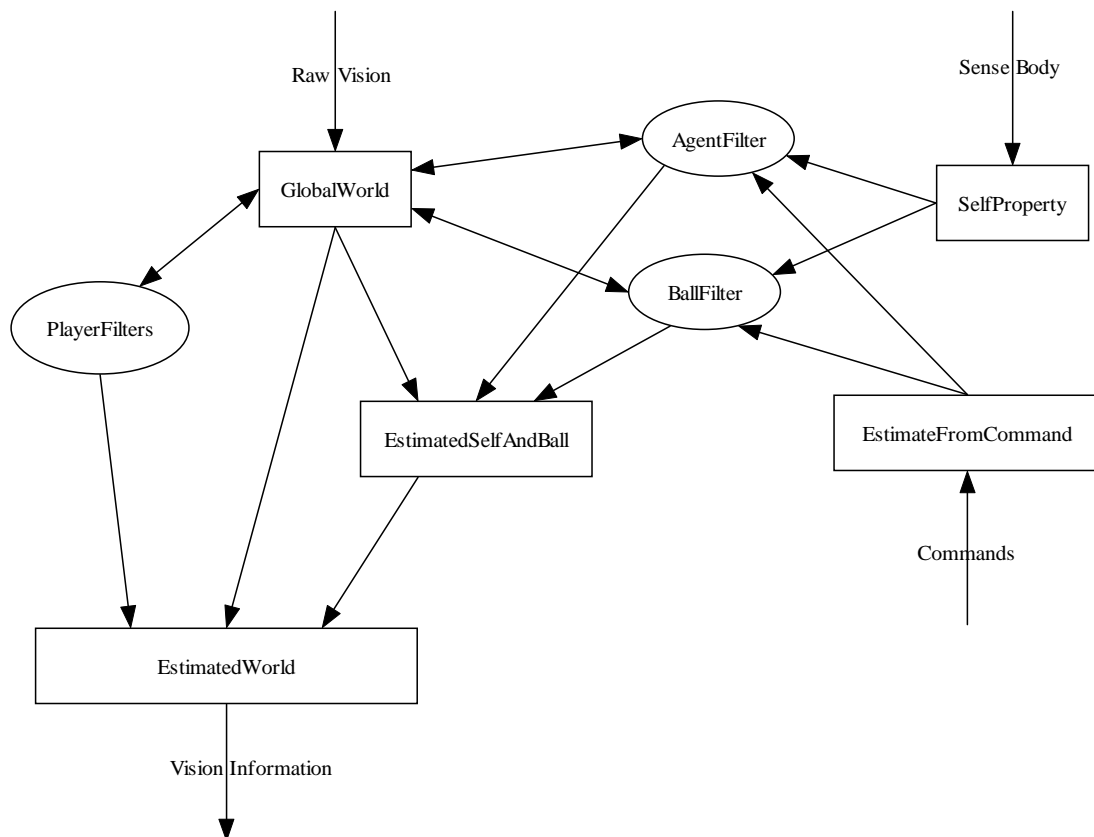 Raw Vision
Sense Body
AgentFilter
GlobalWorld
SelfProperty
BallFilter
PlayerFilters
EstimatedSelfAndBall
EstimateFromCommand
Commands
EstimatedWorld
Vision Information